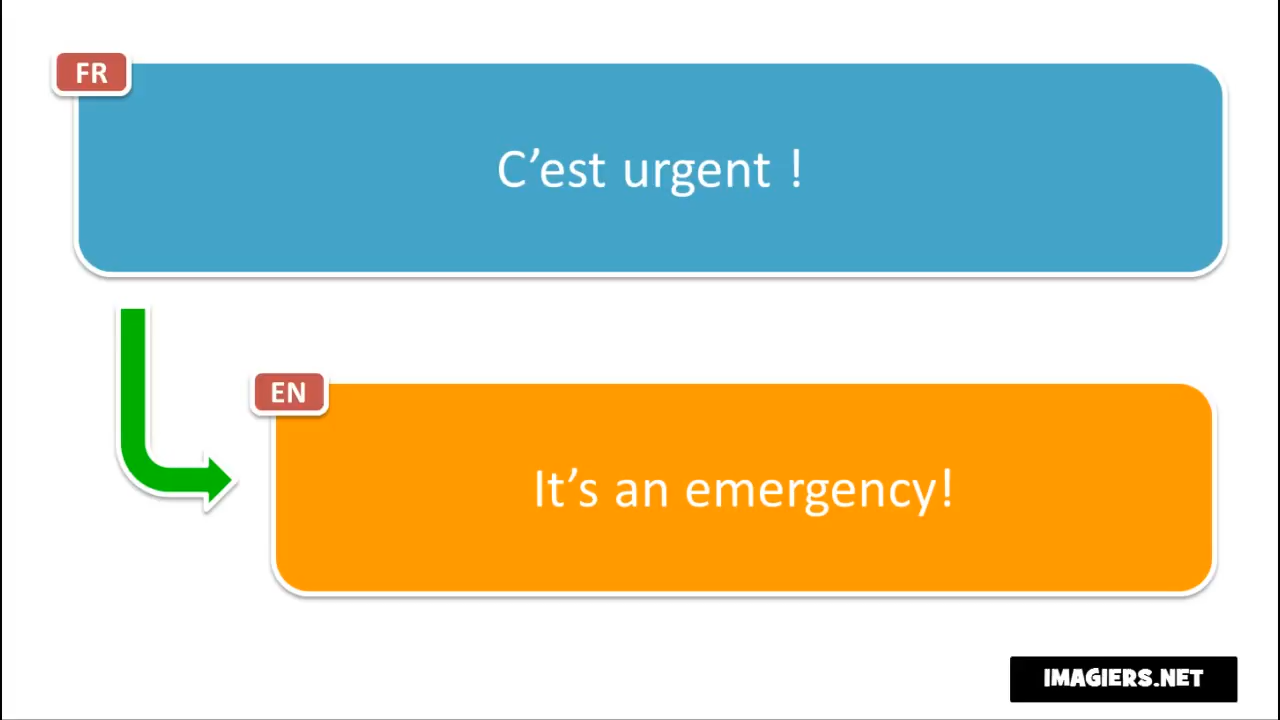 FR
C’est urgent !
EN
It’s an emergency!
IMAGIERS.NET